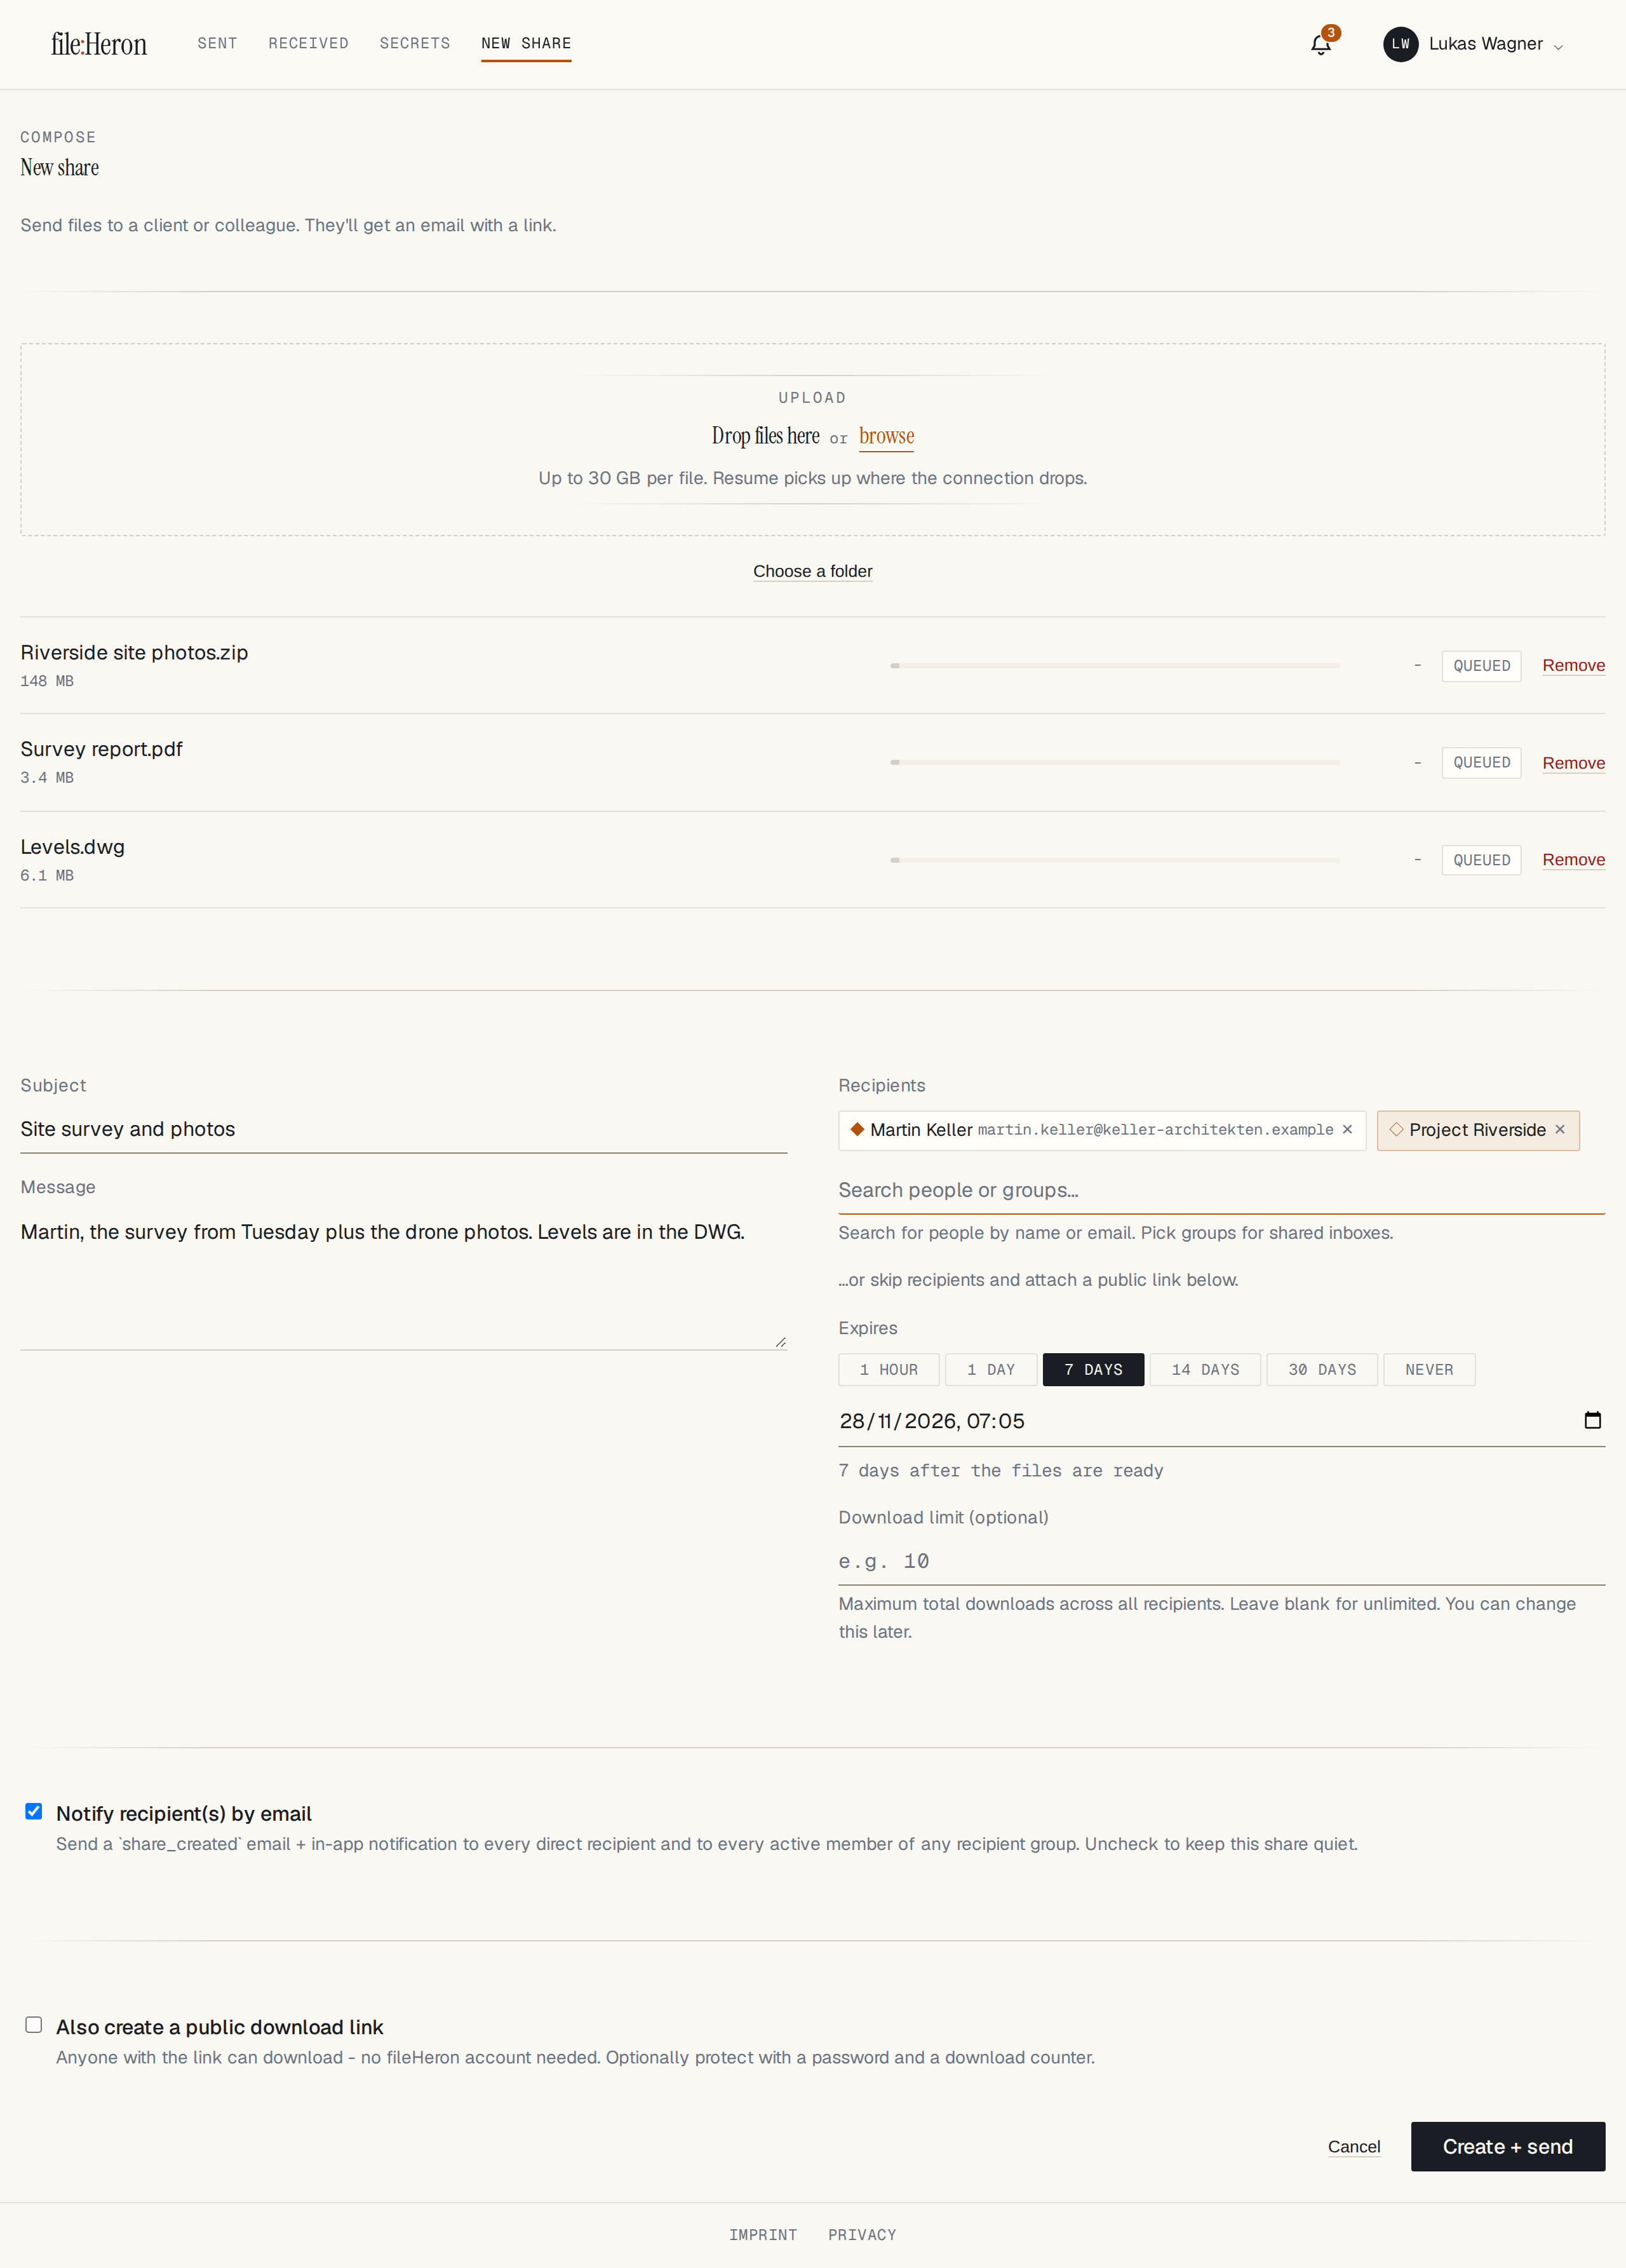 file:Heron SENT RECEIVED SECRETS NEW SHARE 3 LW Lukas Wagner
COMPOSE
New share
Send files to a client or colleague. They'll get an email with a link.
UPLOAD
Drop files here or browse
Up to 30 GB per file. Resume picks up where the connection drops.
Choose a folder
Riverside site photos.zip
148 MB
- QUEUED Remove
Survey report.pdf
3.4 MB
- QUEUED Remove
Levels.dwg
6.1 MB
- QUEUED Remove
Subject
Site survey and photos
Message
Martin, the survey from Tuesday plus the drone photos. Levels are in the DWG.
Recipients
Martin Keller martin.keller@keller-architekten.example × Project Riverside ×
Search people or groups…
Search for people by name or email. Pick groups for shared inboxes.
…or skip recipients and attach a public link below.
Expires
1 HOUR 1 DAY 7 DAYS 14 DAYS 30 DAYS NEVER
28/11/2026, 07:05
7 days after the files are ready
Download limit (optional)
e.g. 10
Maximum total downloads across all recipients. Leave blank for unlimited. You can change
this later.
Notify recipient(s) by email
Send a `share_created` email + in-app notification to every direct recipient and to every active member of any recipient group. Uncheck to keep this share quiet.
Also create a public download link
Anyone with the link can download - no fileHeron account needed. Optionally protect with a password and a download counter.
Cancel Create + send
IMPRINT PRIVACY